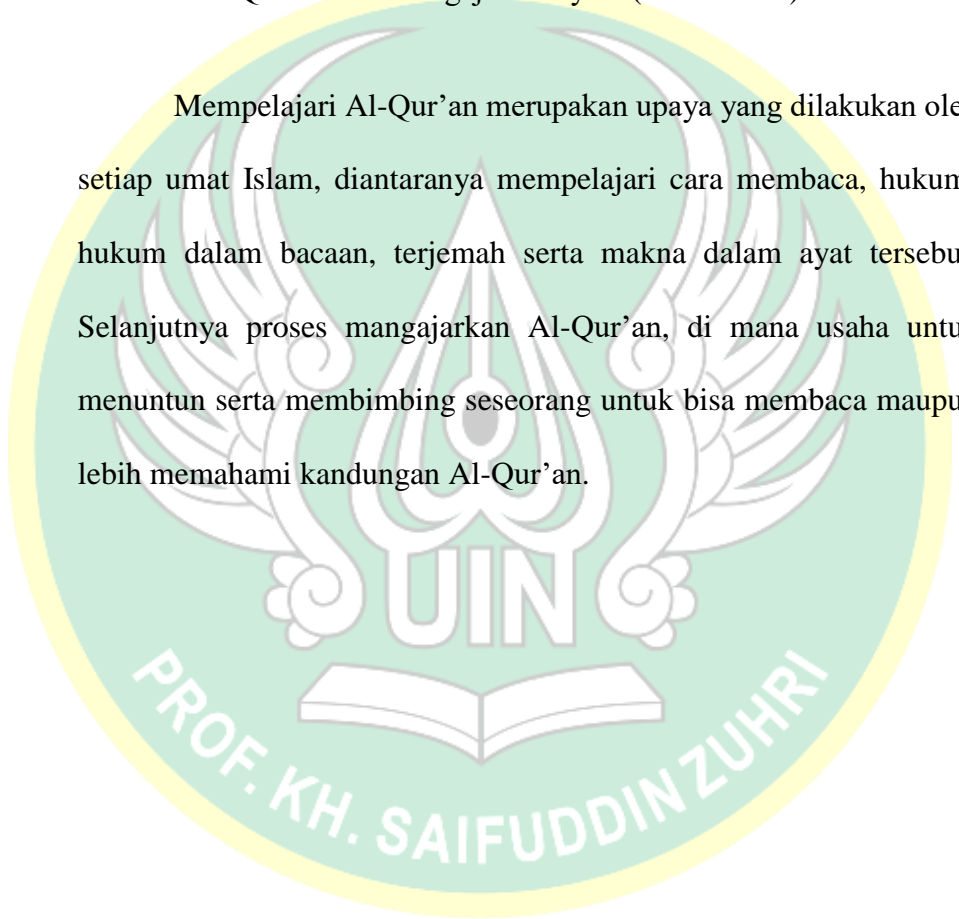 Mempelajari Al-Qur’an merupakan upaya yang dilakukan ole
setiap umat Islam, diantaranya mempelajari cara membaca, hukum
hukum dalam bacaan, terjemah serta makna dalam ayat tersebu
Selanjutnya proses mangajarkan Al-Qur’an, di mana usaha untu
menuntun serta membimbing seseorang untuk bisa membaca maupu
lebih memahami kandungan Al-Qur’an.
UIN
PROF. KH. SAIFUDDIN ZUHRI